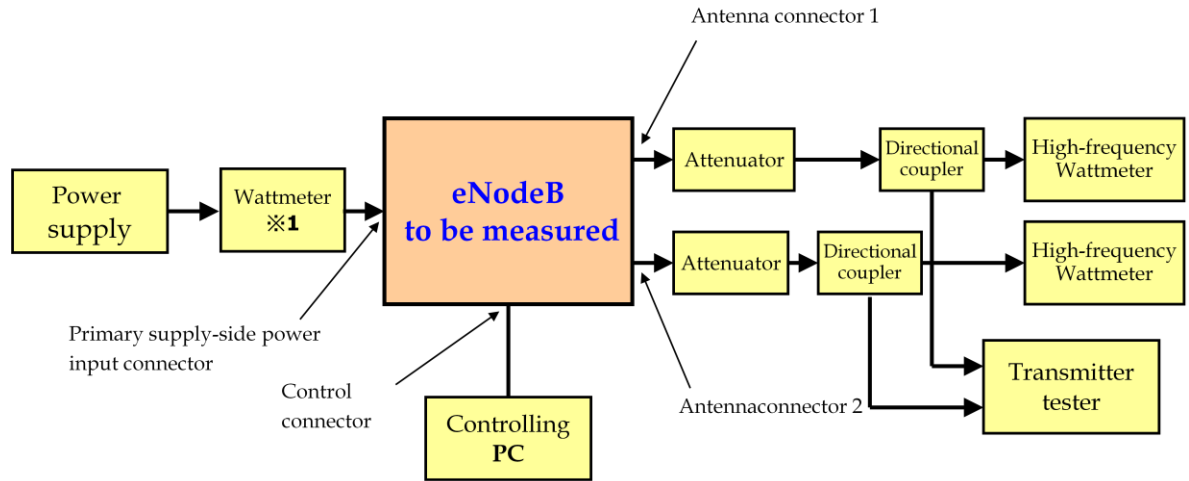 Antenna connector 1
Power
supply
Wattmeter
※1
eNodeB
to be measured
Attenuator
Directional
coupler
High-frequency
Wattmeter
Attenuator
Directional
coupler
High-frequency
Wattmeter
Primary supply-side power
input connector
Control
connector
Controlling
PC
Antennaconnector 2
Transmitter
tester